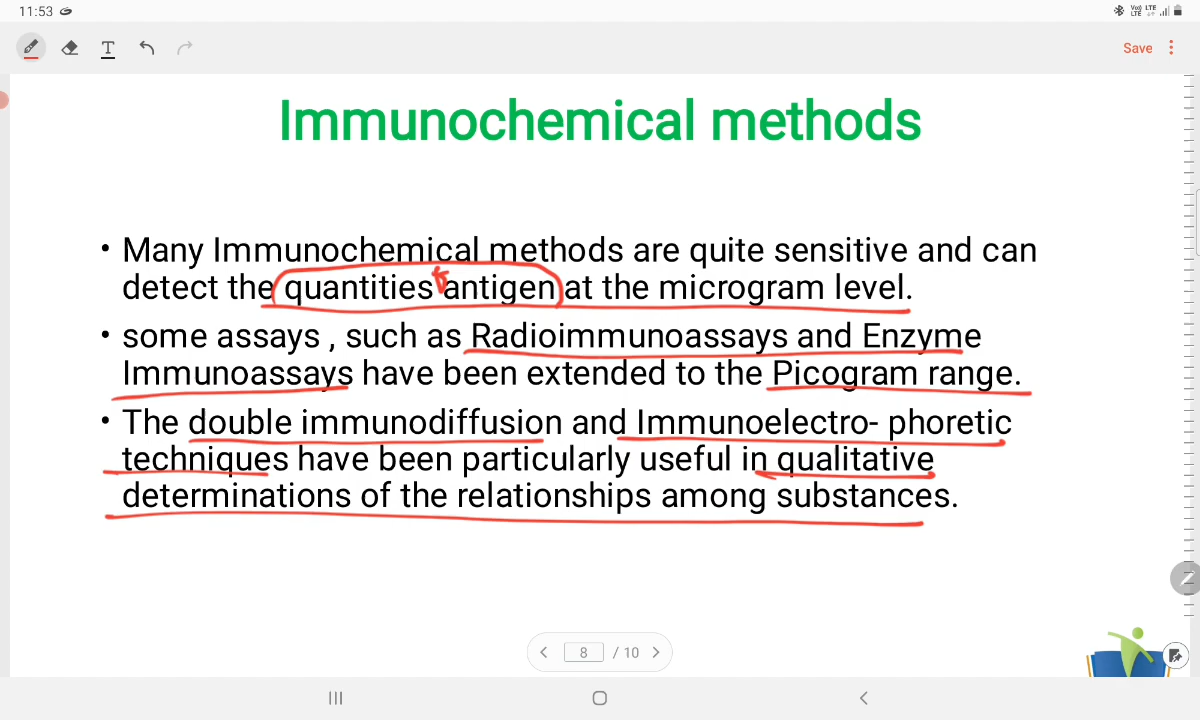 11:53
Vo)) LTE
LTE
T
Save
Immunochemical methods
• Many Immunochemical methods are quite sensitive and can
detect the quantities antigen at the microgram level.
• some assays , such as Radioimmunoassays and Enzyme
Immunoassays have been extended to the Picogram range.
• The double immunodiffusion and Immunoelectro- phoretic
techniques have been particularly useful in qualitative
determinations of the relationships among substances.
8 / 10